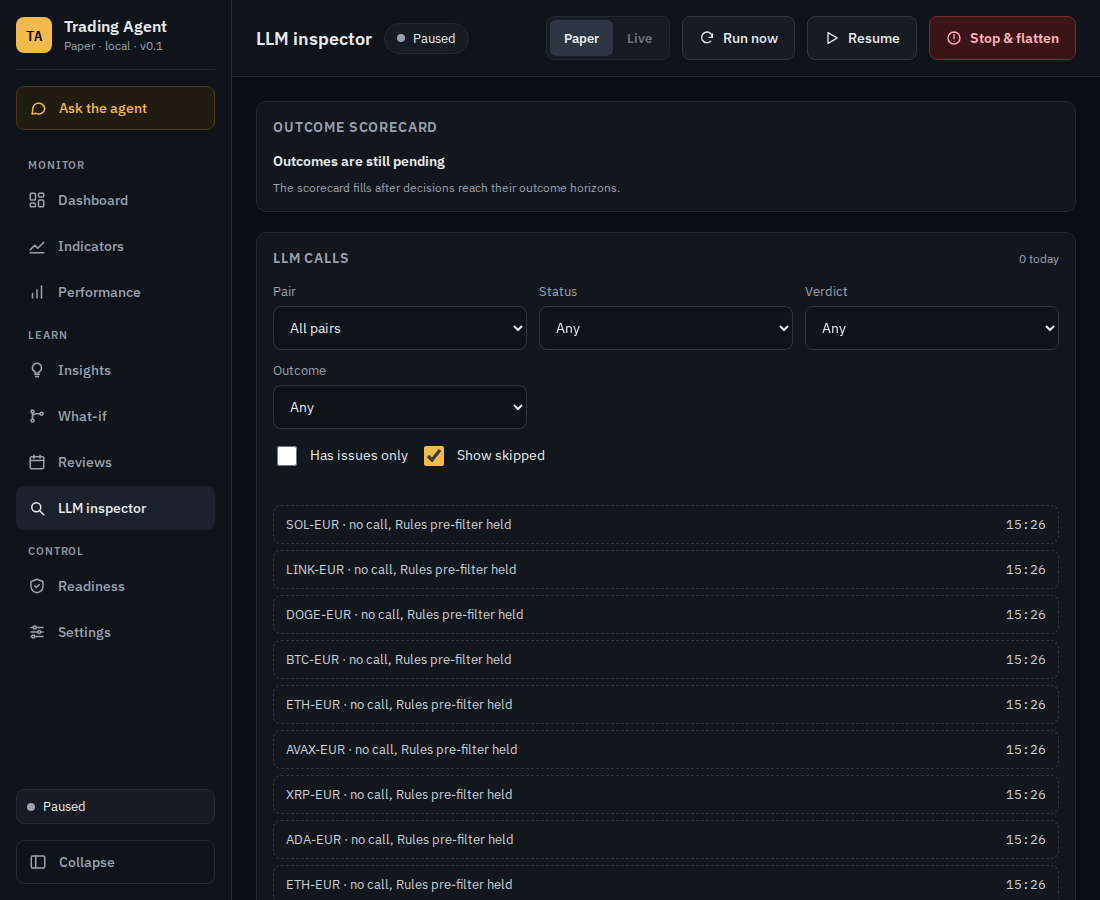 TA
Trading Agent
Paper · local · v0.1
Ask the agent
MONITOR
Dashboard
Indicators
Performance
LEARN
Insights
What-if
Reviews
LLM inspector
CONTROL
Readiness
Settings
Paused
Collapse
LLM inspector
Paused
Paper Live
Run now
Resume
Stop & flatten
OUTCOME SCORECARD
Outcomes are still pending
The scorecard fills after decisions reach their outcome horizons.
LLM CALLS 0 today
Pair Status Verdict
All pairs Any Any
Outcome
Any
Has issues only Show skipped
SOL-EUR · no call, Rules pre-filter held 15:26
LINK-EUR · no call, Rules pre-filter held 15:26
DOGE-EUR · no call, Rules pre-filter held 15:26
BTC-EUR · no call, Rules pre-filter held 15:26
ETH-EUR · no call, Rules pre-filter held 15:26
AVAX-EUR · no call, Rules pre-filter held 15:26
XRP-EUR · no call, Rules pre-filter held 15:26
ADA-EUR · no call, Rules pre-filter held 15:26
ETH-EUR · no call, Rules pre-filter held 15:26